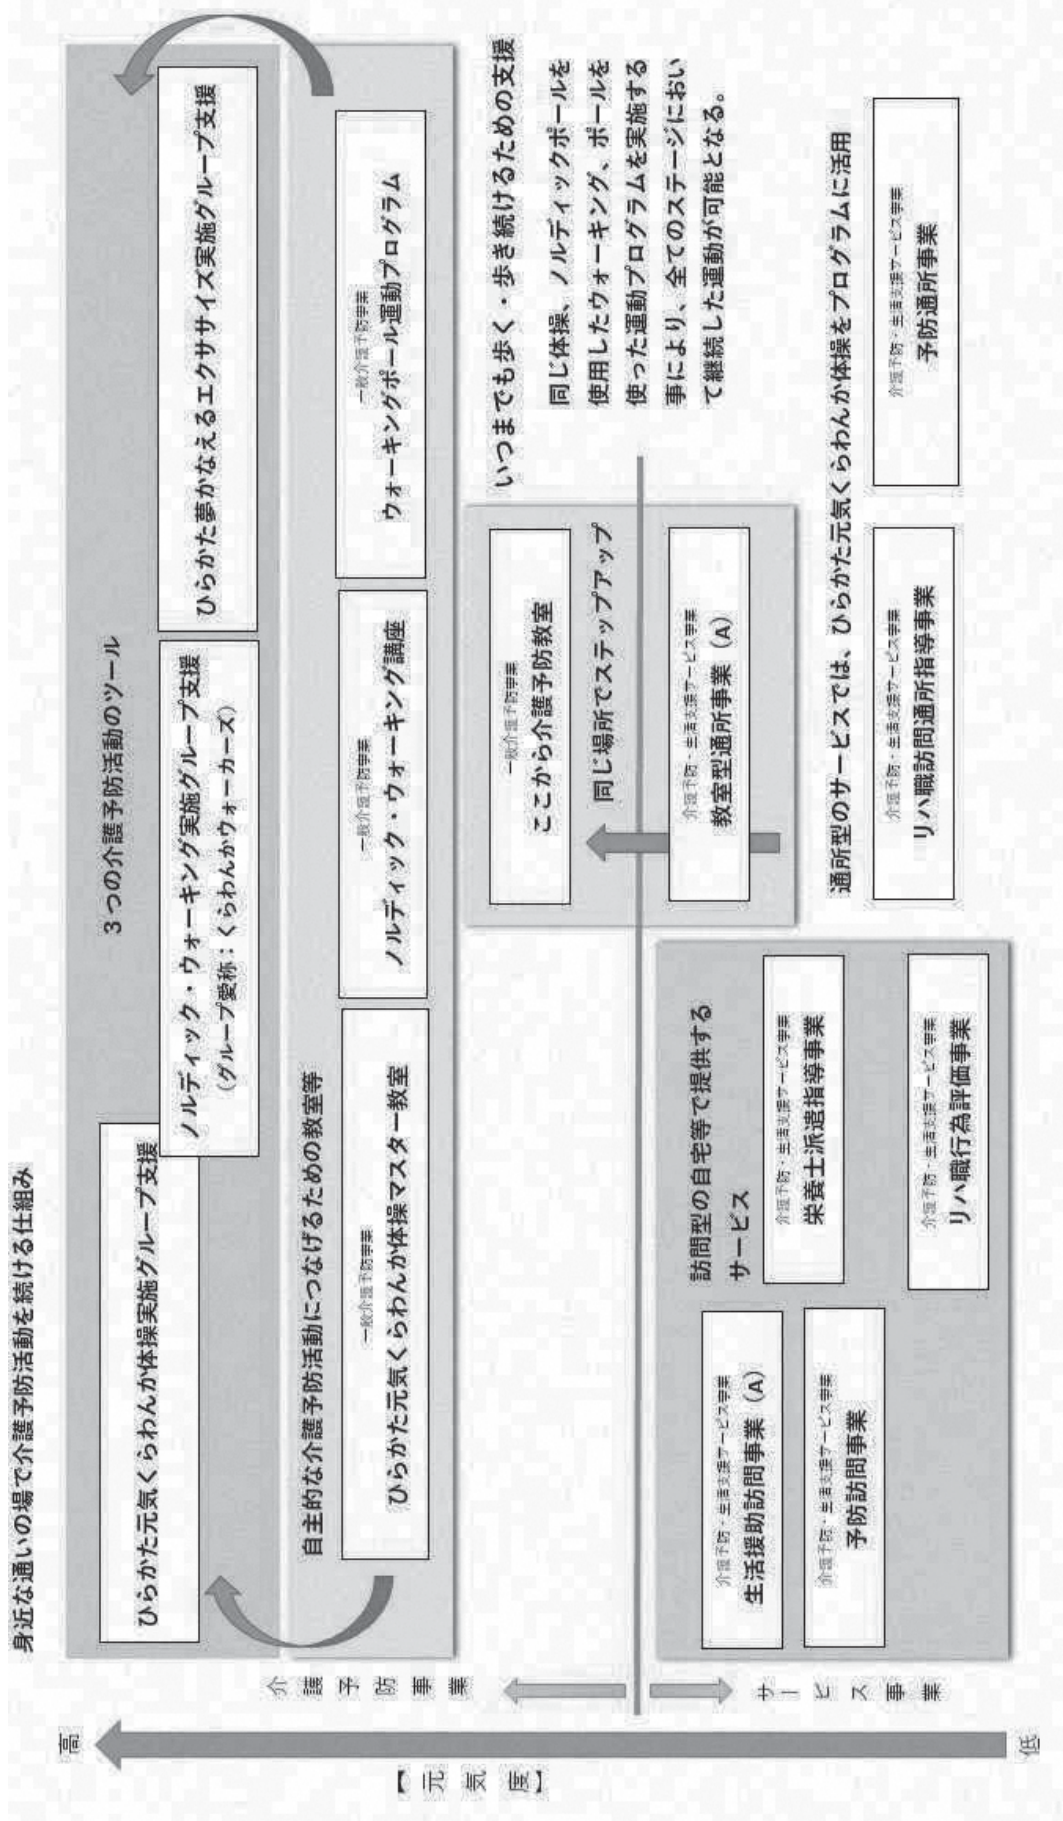 身近な通いの場で介護予防活動を続ける仕組み
高
【元気度】
低
介護予防事業
サービス事業
3つの介護予防活動のツール
ひらかた元気くらわんか体操実施グループ支援
ノルディック・ウォーキング実施グループ支援
（グループ愛称：くらわんかウォーカーズ）
ひらかた夢かなえるエクササイズ実施グループ支援
自主的な介護予防活動につなげるための教室等
一般介護予防事業
ひらかた元気くらわんか体操マスター教室
一般介護予防事業
ノルディック・ウォーキング講座
一般介護予防事業
ウォーキングポール運動プログラム
いつまでも歩く・歩き続けるための支援
同じ体操、ノルディックポールを
使用したウォーキング、ポールを
使った運動プログラムを実施する
事により、全てのステージにおい
て継続した運動が可能となる。
一般介護予防事業
ここから介護予防教室
同じ場所でステップアップ
介護予防・生活支援サービス事業
教室型通所事業（A）
訪問型の自宅等で提供する
サービス
介護予防・生活支援サービス事業
生活援助訪問事業（A）
介護予防・生活支援サービス事業
栄養士派遣指導事業
介護予防・生活支援サービス事業
予防訪問事業
介護予防・生活支援サービス事業
リハ職行為評価事業
通所型のサービスでは、ひらかた元気くらわんか体操をプログラムに活用
介護予防・生活支援サービス事業
リハ職訪問通所指導事業
介護予防・生活支援サービス事業
予防通所事業